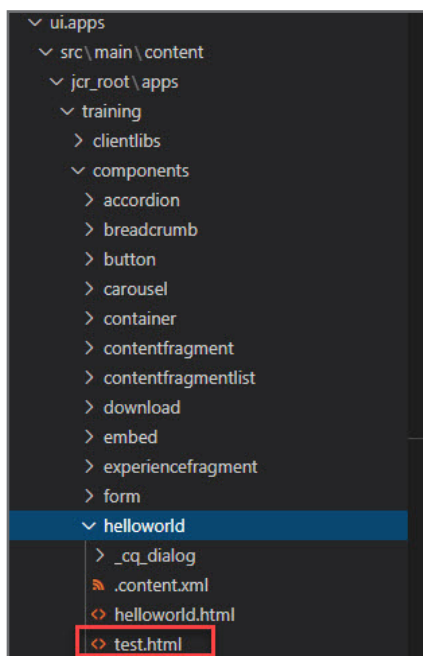 ui.apps
src\main\content
jcr_root\apps
training
clientlibs
components
accordion
breadcrumb
button
carousel
container
contentfragment
contentfragmentlist
download
embed
experiencefragment
form
helloworld
_cq_dialog
.content.xml
helloworld.html
test.html